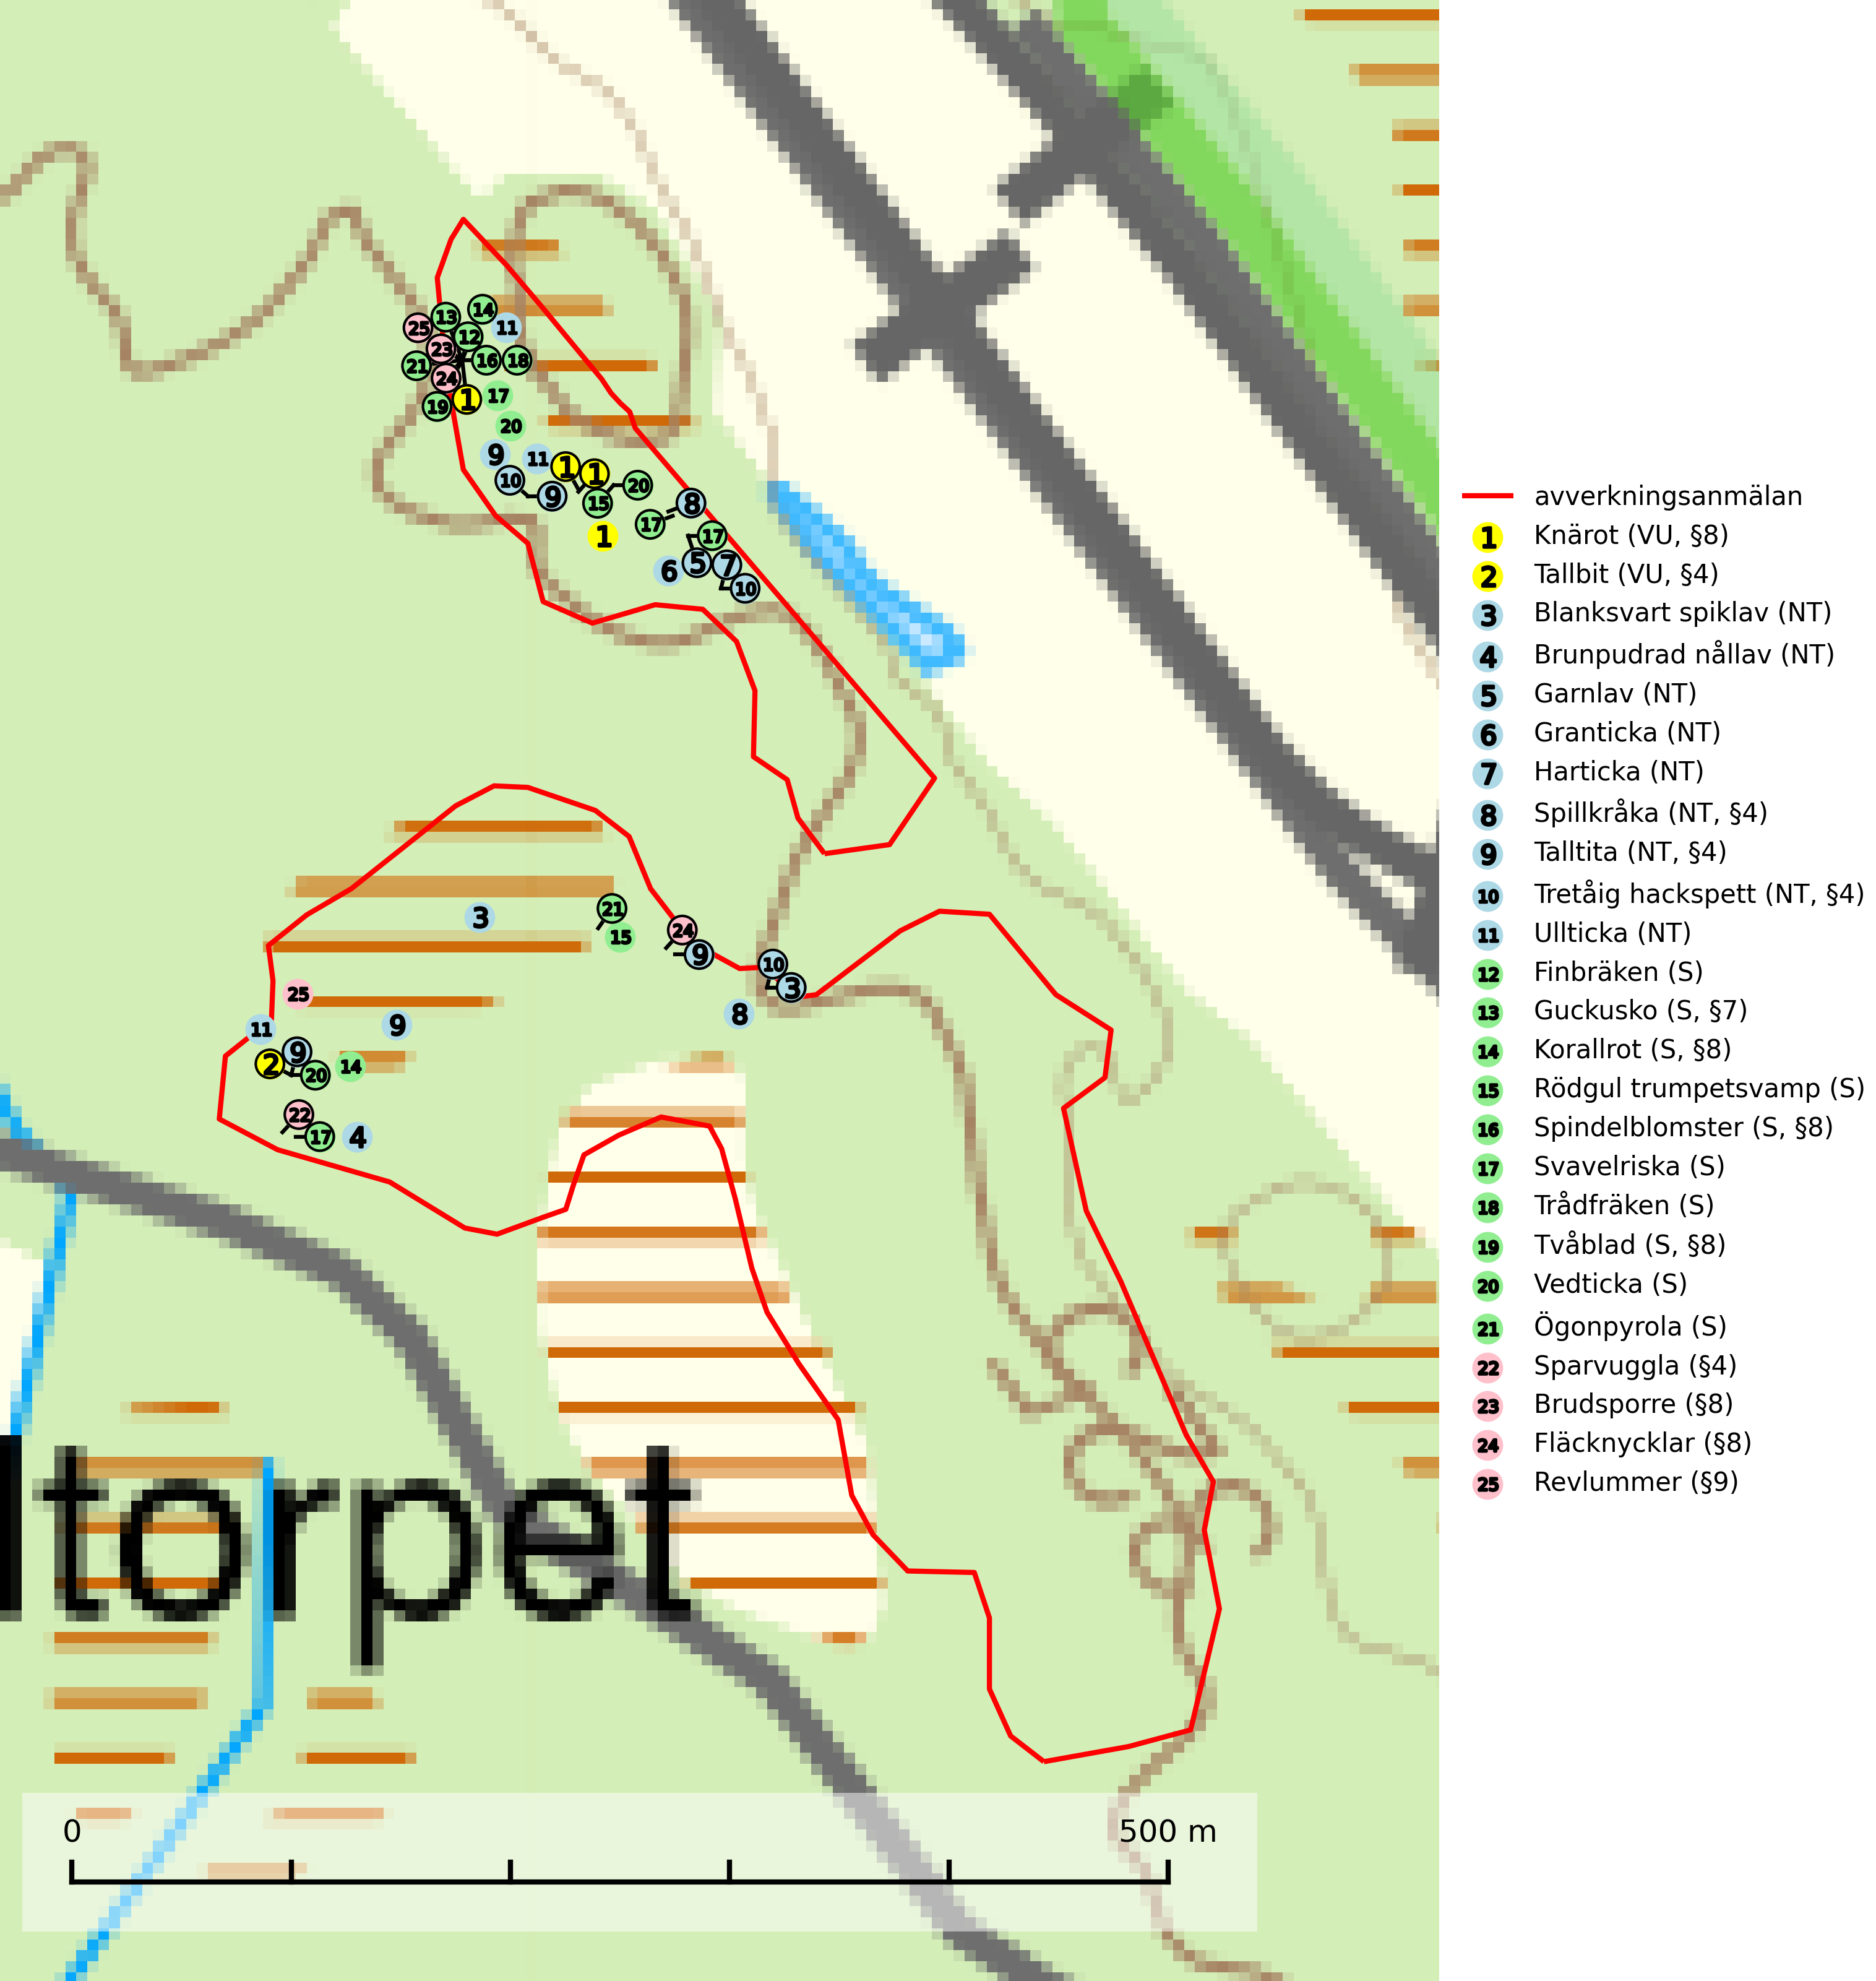 13
14
25
12
11
23
21
16
18
24
19
1
17
20
9
11
1
1
10
9
15
20
8
1
17
17
6
5
7
10
3
21
15
24
9
10
3
25
8
11
9
2
9
20
14
22
17
4
ltorpet
0
500 m
avverkningsanmälan
1 Knärot (VU, §8)
2 Tallbit (VU, §4)
3 Blanksvart spiklav (NT)
4 Brunpudrad nållav (NT)
5 Garnlav (NT)
6 Granticka (NT)
7 Harticka (NT)
8 Spillkråka (NT, §4)
9 Talltita (NT, §4)
10 Tretåig hackspett (NT, §4)
11 Ullticka (NT)
12 Finbräken (S)
13 Guckusko (S, §7)
14 Korallrot (S, §8)
15 Rödgul trumpetsvamp (S)
16 Spindelblomster (S, §8)
17 Svavelriska (S)
18 Trådfräken (S)
19 Tvåblad (S, §8)
20 Vedticka (S)
21 Ögonpyrola (S)
22 Sparvuggla (§4)
23 Brudsporre (§8)
24 Fläcknycklar (§8)
25 Revlummer (§9)